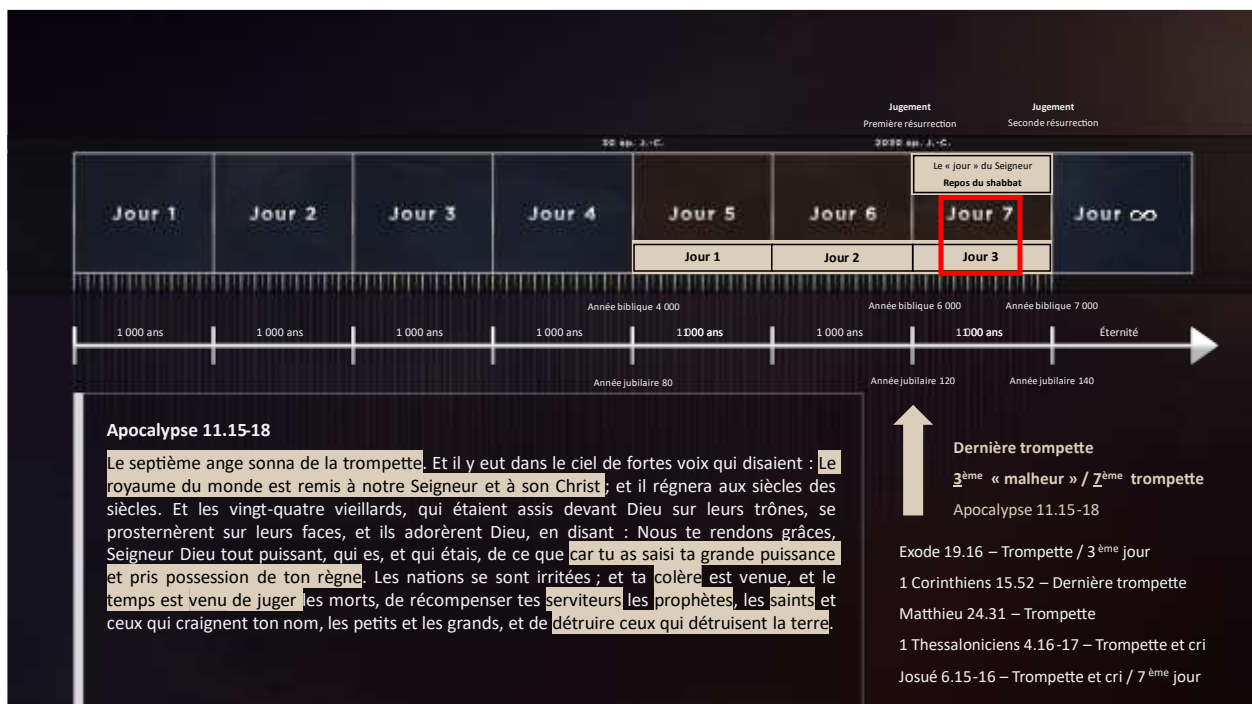 Jugement Jugement
Première résurrection Seconde résurrection
30 ap. J.-C. 2030 ap. J.-C.
Le « jour » du Seigneur
Repos du shabbat
Jour 1 Jour 2 Jour 3 Jour 4 Jour 5 Jour 6 Jour 7 Jour ∞
Jour 1 Jour 2 Jour 3
Année biblique 4 000 Année biblique 6 000 Année biblique 7 000
1 000 ans 1 000 ans 1 000 ans 1 000 ans 1 000 ans 1 000 ans 1 000 ans Éternité
Année jubilaire 80 Année jubilaire 120 Année jubilaire 140
Apocalypse 11.15-18
Le septième ange sonna de la trompette. Et il y eut dans le ciel de fortes voix qui disaient : Le
royaume du monde est remis à notre Seigneur et à son Christ ; et il régnera aux siècles des
siècles. Et les vingt-quatre vieillards, qui étaient assis devant Dieu sur leurs trônes, se
prosternèrent sur leurs faces, et ils adorèrent Dieu, en disant : Nous te rendons grâces,
Seigneur Dieu tout puissant, qui es, et qui étais, de ce que car tu as saisi ta grande puissance
et pris possession de ton règne. Les nations se sont irritées ; et ta colère est venue, et le
temps est venu de juger les morts, de récompenser tes serviteurs les prophètes, les saints et
ceux qui craignent ton nom, les petits et les grands, et de détruire ceux qui détruisent la terre.
Dernière trompette
3ème « malheur » / 7ème trompette
Apocalypse 11.15-18
Exode 19.16 – Trompette / 3ème jour
1 Corinthiens 15.52 – Dernière trompette
Matthieu 24.31 – Trompette
1 Thessaloniciens 4.16-17 – Trompette et cri
Josué 6.15-16 – Trompette et cri / 7ème jour